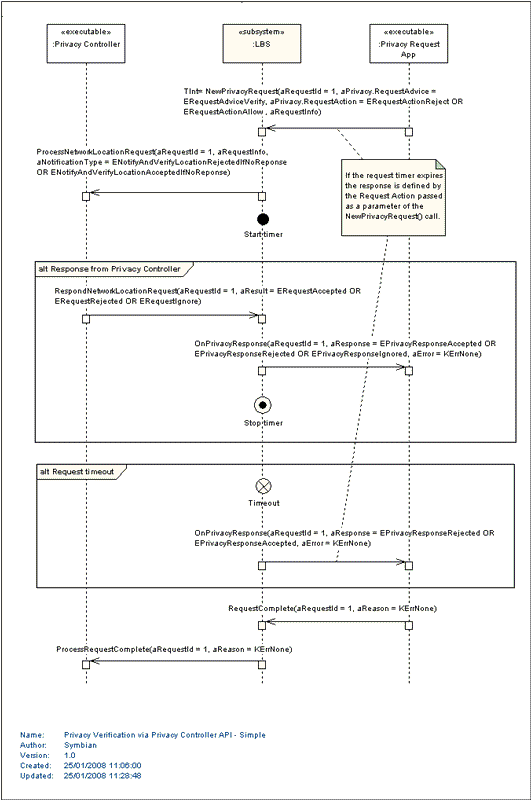 «executable»
:Privacy Controller
«subsystem»
:LBS
«executable»
:Privacy Request
App
TInt= NewPrivacyRequest(aRequestId = 1, aPrivacy.RequestAdvice =
ERequestAdviceVerify, aPrivacy.RequestAction = ERequestActionReject OR
ERequestActionAllow , aRequestInfo)
ProcessNetworkLocationRequest(aRequestId = 1, aRequestInfo,
aNotificationType = ENotifyAndVerifyLocationRejectedIfNoReponse
OR ENotifyAndVerifyLocationAcceptedIfNoReponse)
If the request timer expires
the response is defined by
the Request Action passed
as a parameter of the
NewPrivacyRequest() call.
Start timer
alt Response from Privacy Controller
RespondNetworkLocationRequest(aRequestId = 1, aResult = ERequestAccepted OR
ERequestRejected OR ERequestIgnore)
OnPrivacyResponse(aRequestId = 1, aResponse = EPrivacyResponseAccepted OR
EPrivacyResponseRejected OR EPrivacyResponseIgnored, aError = KErrNone)
Stop timer
alt Request timeout
Timeout
OnPrivacyResponse(aRequestId = 1, aResponse = EPrivacyResponseRejected OR
EPrivacyResponseAccepted, aError = KErrNone)
RequestComplete(aRequestId = 1, aReason = KErrNone)
ProcessRequestComplete(aRequestId = 1, aReason = KErrNone)
Name: Privacy Verification via Privacy Controller API - Simple
Author: Symbian
Version: 1.0
Created: 25/01/2008 11:06:00
Updated: 25/01/2008 11:28:48